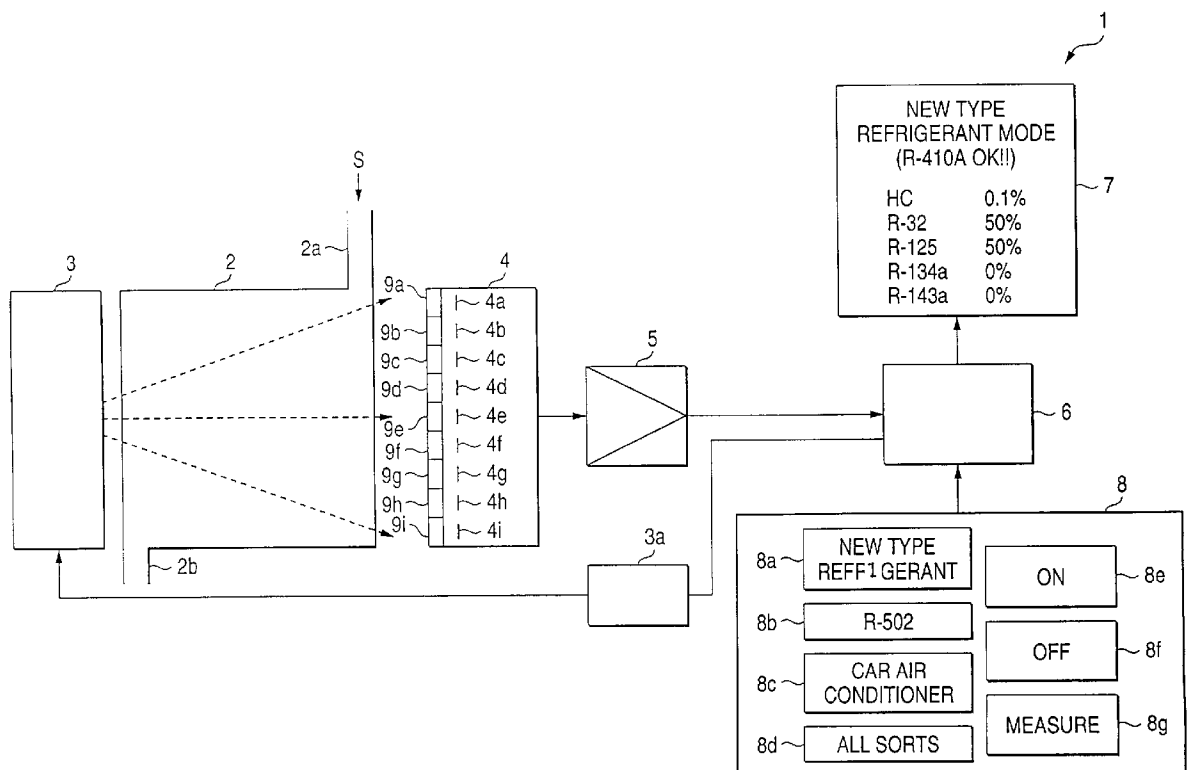 1
NEW TYPE
REFRIGERANT MODE
(R-410A OK!!)
HC 0.1%
R-32 50%
R-125 50%
R-134a 0%
R-143a 0%
7
S
2a
3
2
4
9a
4a
9b
4b
9c
4c
9d
4d
9e
4e
9f
4f
9g
4g
9h
4h
9i
4i
5
6
2b
3a
8
8a
NEW TYPE
REFF1GERANT
8b
R-502
8c
CAR AIR
CONDITIONER
8d
ALL SORTS
ON
8e
OFF
8f
MEASURE
8g